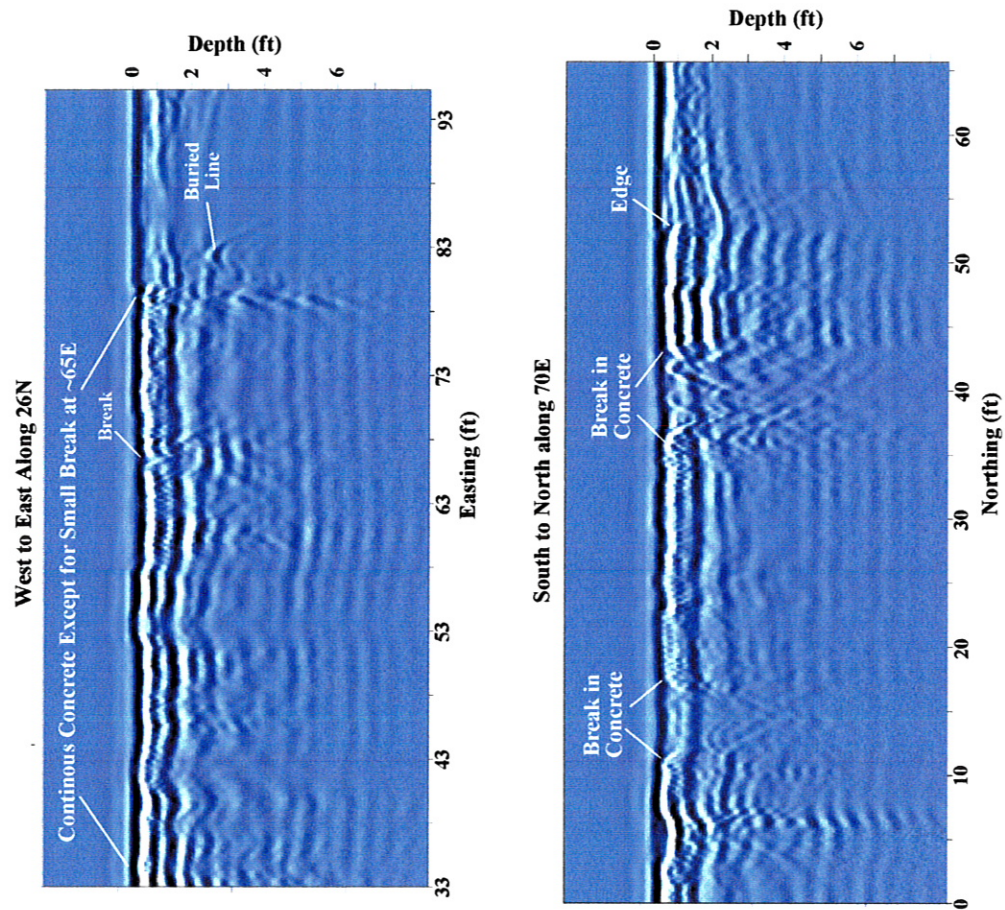 West to East Along 26N
Continous Concrete Except for Small Break at ~65E
Break
Buried
Line
Depth (ft)
0
2
4
6
33
43
53
63
73
83
93
Easting (ft)
South to North along 70E
Break in
Concrete
Break in
Concrete
Edge
Depth (ft)
0
2
4
6
0
10
20
30
40
50
60
Northing (ft)